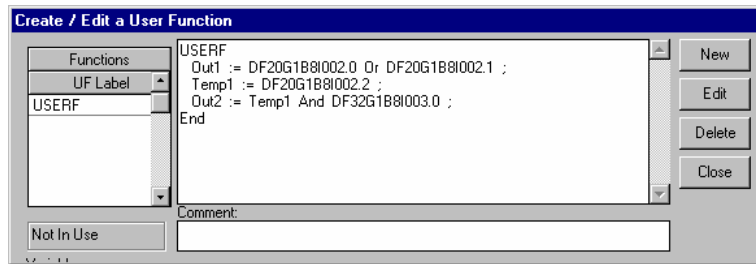 Create / Edit a User Function
Functions
UF Label
USERF
Not In Use
USERF
Out1 := DF20G1B8I002.0 Or DF20G1B8I002.1 ;
Temp1 := DF20G1B8I002.2 ;
Out2 := Temp1 And DF32G1B8I003.0 ;
End
Comment:
New
Edit
Delete
Close